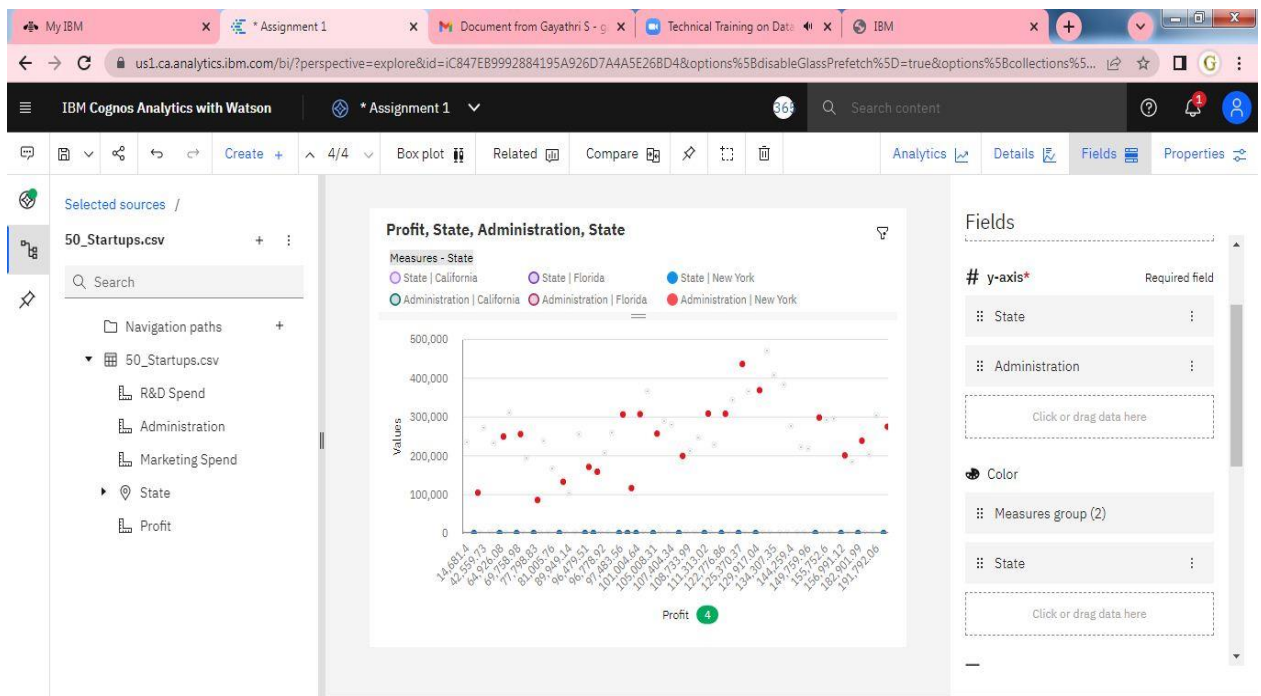 My IBM
* Assignment 1
Document from Gayathri S - g
Technical Training on Data
IBM
us1.ca.analytics.ibm.com/bi/?perspective=explore&id=iC847EB9992884195A926D7A4A5E26BD4&options%5BdisableGlassPrefetch%5D=true&options%5Bcollections%5...
G
IBM Cognos Analytics with Watson
* Assignment 1
Search content
1
Create +
4/4
Box plot
Related
Compare
Analytics
Details
Fields
Properties
Selected sources /
50_Startups.csv
Search
Navigation paths
50_Startups.csv
R&D Spend
Administration
Marketing Spend
State
Profit
Profit, State, Administration, State
Measures - State
State | California
State | Florida
State | New York
Administration | California
Administration | Florida
Administration | New York
Values
500,000
400,000
300,000
200,000
100,000
0
14,681.4
42,559.73
64,926.08
69,758.98
77,798.83
81,005.76
89,949.14
96,479.51
96,778.92
97,483.56
101,004.64
105,008.31
107,404.34
108,733.99
111,313.02
122,776.86
125,370.37
129,917.04
134,307.35
144,259.4
149,759.96
155,752.6
156,991.12
182,901.99
191,792.06
Profit 4
Fields
# y-axis*
Required field
State
Administration
Click or drag data here
Color
Measures group (2)
State
Click or drag data here